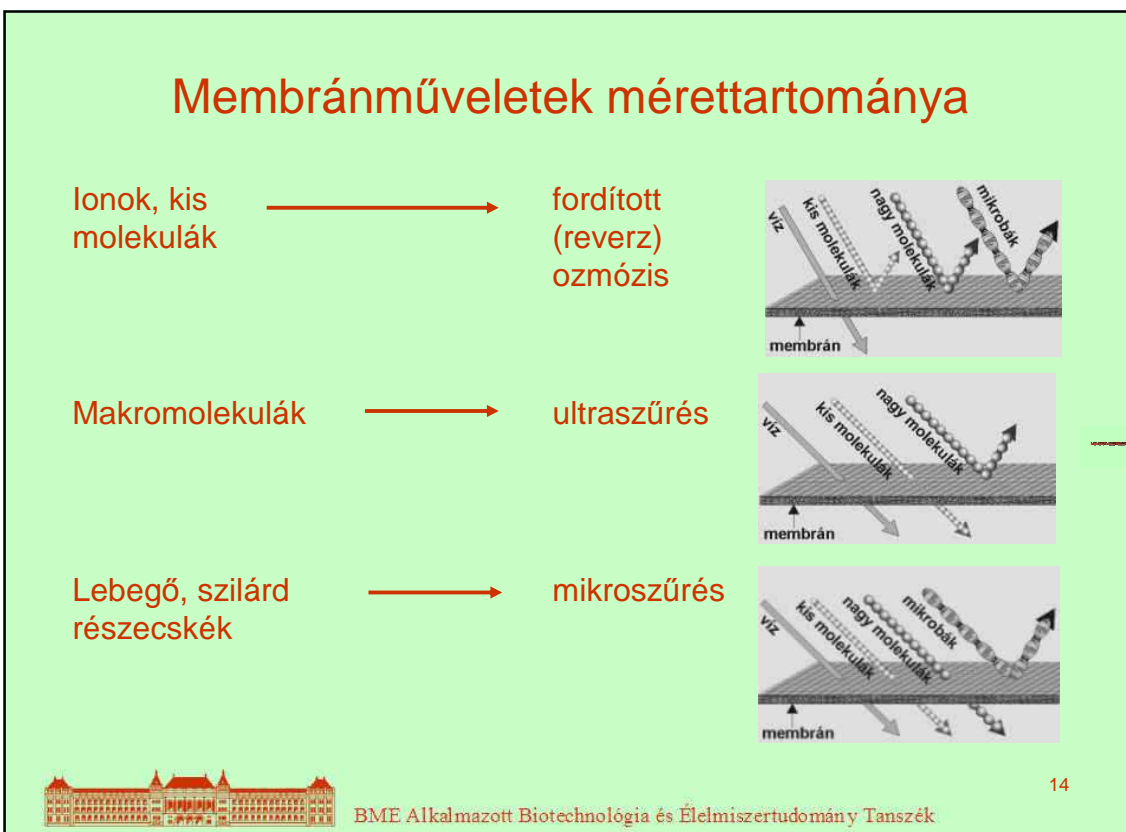 Membránműveletek mérettartománya
Ionok, kis
molekulák
fordított
(reverz)
ozmózis
víz
kis molekulák
nagy molekulák
mikrobák
membrán
Makromolekulák
ultraszűrés
víz
kis molekulák
nagy molekulák
membrán
Lebegő, szilárd
részecskék
mikroszűrés
víz
kis molekulák
nagy molekulák
mikrobák
membrán
BME Alkalmazott Biotechnológia és Élelmiszertudomány Tanszék
14